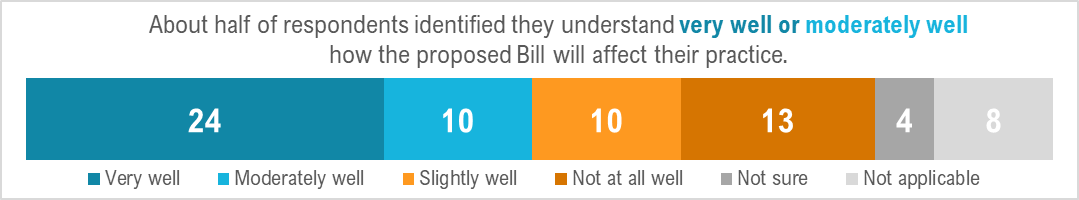 About half of respondents identified they understand very well or moderately well
how the proposed Bill will affect their practice.
24 10 10 13 4 8
Very well Moderately well Slightly well Not at all well Not sure Not applicable